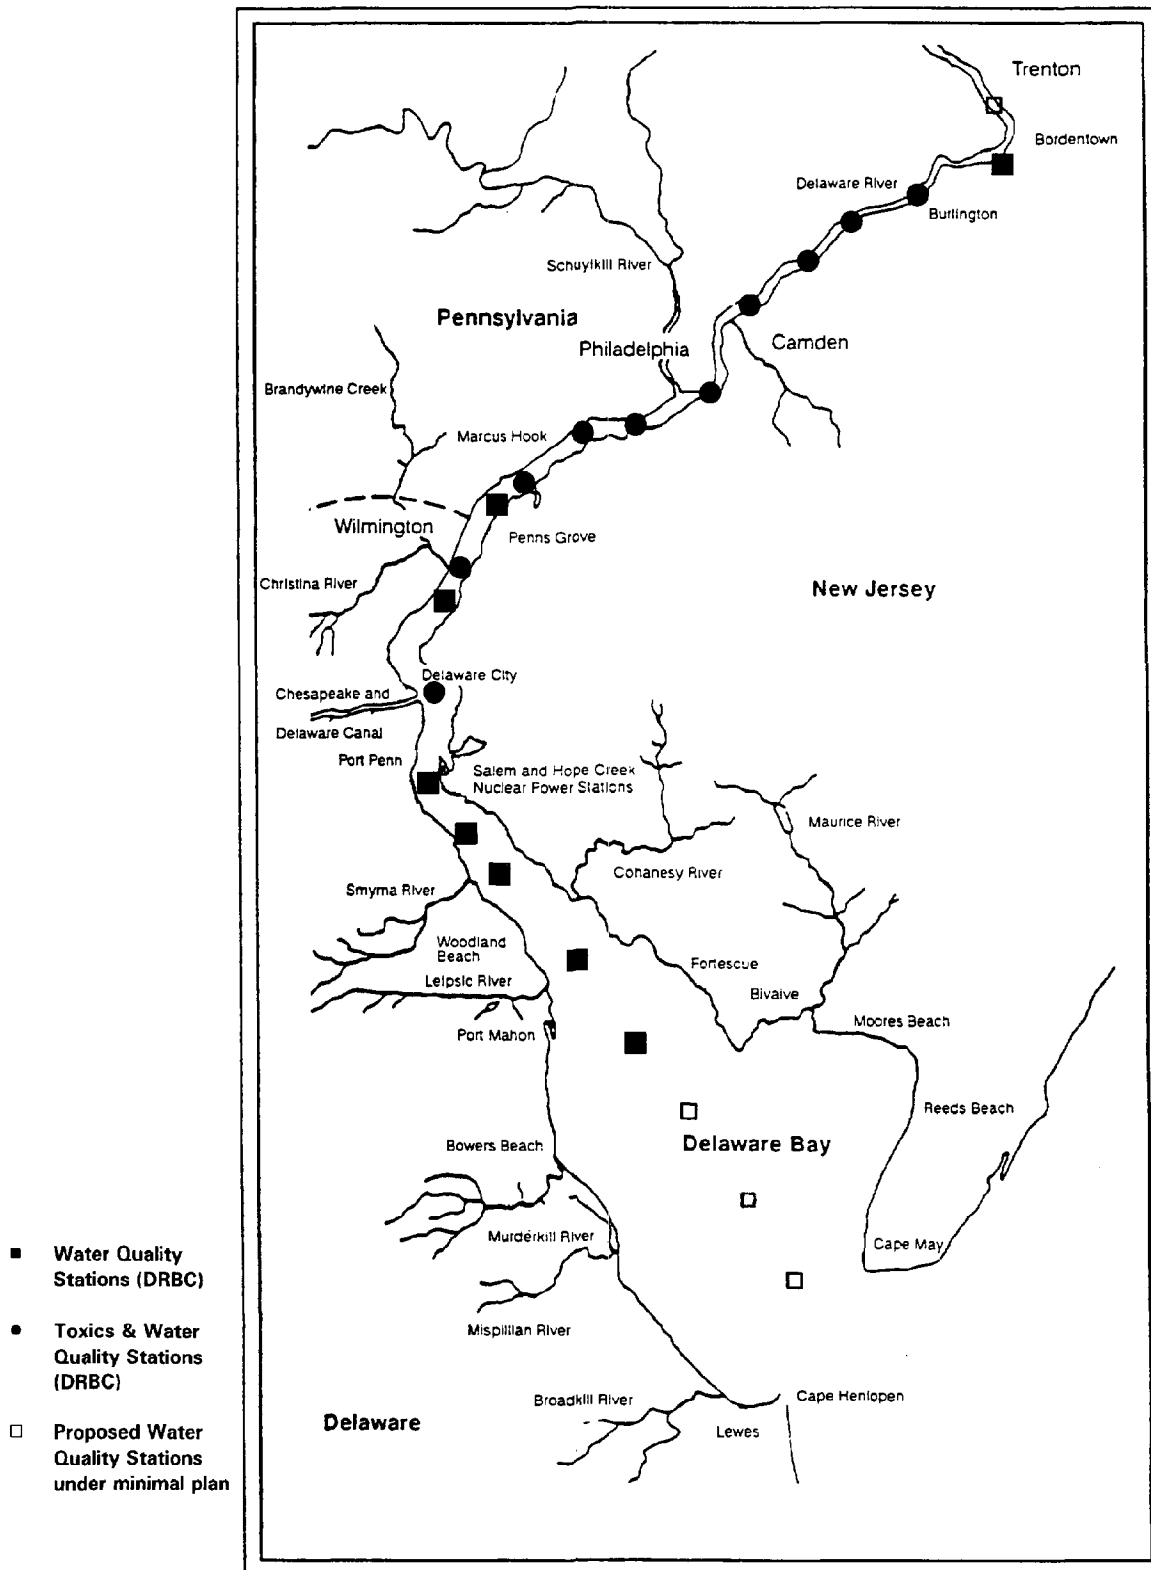 Trenton
Bordentown
Delaware River
Burlington
Schuylkill River
Pennsylvania
Philadelphia
Camden
Brandywine Creek
Marcus Hook
Wilmington
Penns Grove
Christina River
New Jersey
Delaware City
Chesapeake and
Delaware Canal
Port Penn
Salem and Hope Creek
Nuclear Power Stations
Maurice River
Cohanesy River
Smyrna River
Woodland
Beach
Leipsic River
Fortescue
Bivalve
Port Mahon
Moores Beach
Reeds Beach
Bowers Beach
Delaware Bay
Murderkill River
Cape May
Mispillian River
Broadkill River
Cape Henlopen
Delaware
Lewes
Water Quality
Stations (DRBC)
Toxics & Water
Quality Stations
(DRBC)
Proposed Water
Quality Stations
under minimal plan